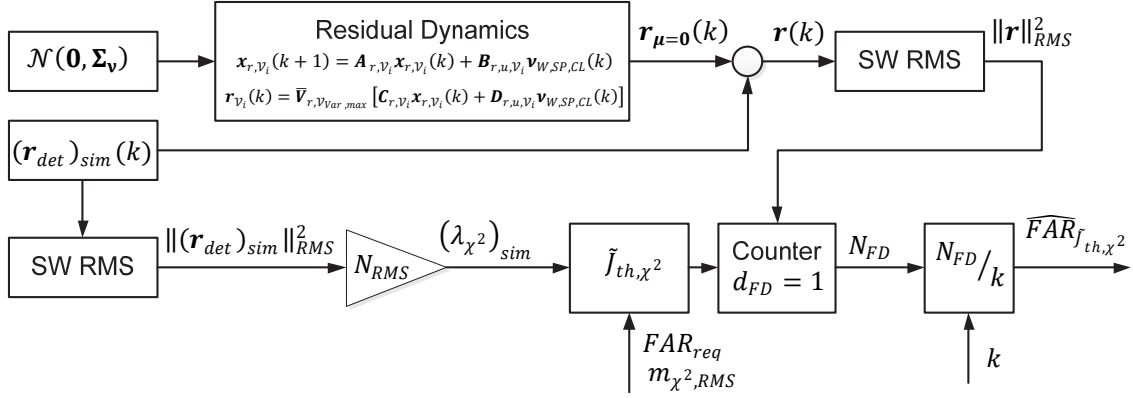 𝒩(𝟎, 𝚺_𝛎)
Residual Dynamics
𝒙_{r,𝒱_i}(k + 1) = 𝑨_{r,𝒱_i}𝒙_{r,𝒱_i}(k) + 𝑩_{r,u,𝒱_i}𝛎_{W,SP,CL}(k)
𝒓_{𝒱_i}(k) = V̅_{r,𝒱_{Var},max} [𝑪_{r,𝒱_i}𝒙_{r,𝒱_i}(k) + 𝑫_{r,u,𝒱_i}𝛎_{W,SP,CL}(k)]
𝒓_{𝝁=𝟎}(k)
𝒓(k)
SW RMS
‖𝒓‖²_{RMS}
(𝒓_{det})_{sim}(k)
SW RMS
‖(𝒓_{det})_{sim}‖²_{RMS}
N_{RMS}
(λ_{χ²})_{sim}
J̃_{th,χ²}
Counter
d_{FD} = 1
N_{FD}
N_{FD}/k
\widehat{FAR}_{J̃_{th,χ²}}
FAR_{req}
m_{χ²,RMS}
k